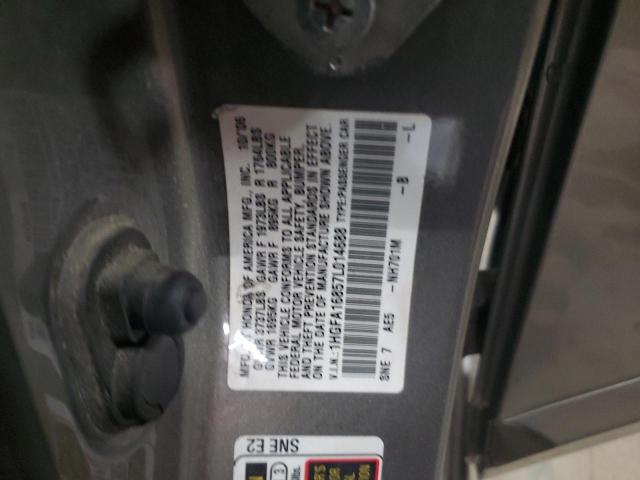 MFD. BY HONDA OF AMERICA MFG., INC. 10/06
GVWR 3737LBS GAWR F 1973LBS R 1764LBS
GVWR 1695KG GAWR F 895KG R 800KG
THIS VEHICLE CONFORMS TO ALL APPLICABLE
FEDERAL MOTOR VEHICLE SAFETY, BUMPER,
AND THEFT PREVENTION STANDARDS IN EFFECT
ON THE DATE OF MANUFACTURE SHOWN ABOVE.
V.I.N.: 1HGFA16857L014688 TYPE:PASSENGER CAR
SNE 7 AE5 -NH701M -B -L
SNE E2
3